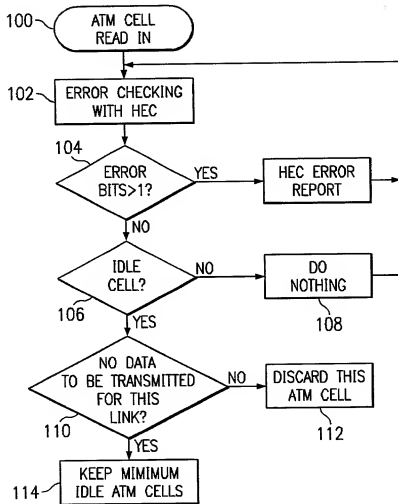 100
ATM CELL
READ IN
102
ERROR CHECKING
WITH HEC
104
ERROR
BITS>1?
YES
HEC ERROR
REPORT
NO
IDLE
CELL?
106
NO
DO
NOTHING
108
YES
NO DATA
TO BE TRANSMITTED
FOR THIS
LINK?
110
NO
DISCARD THIS
ATM CELL
112
YES
114
KEEP MIMIMUM
IDLE ATM CELLS